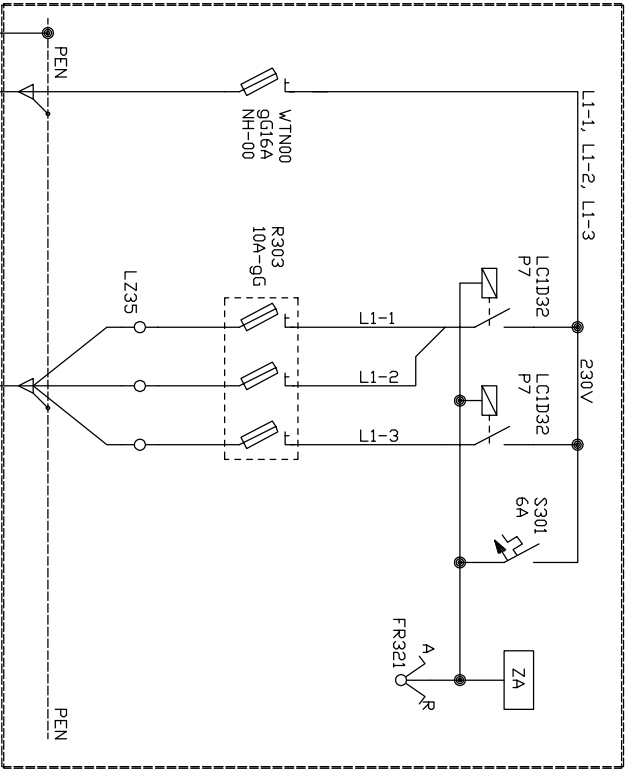 L1-1, L1-2, L1-3
230V
LC1D32
P7
LC1D32
P7
S301
6A
ZA
A
R
FR321
L1-1
L1-2
L1-3
WTN00
gG16A
NH-00
R303
10A-gG
LZ35
PEN
PEN